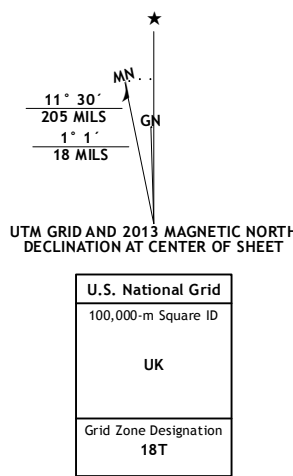 ★
MN
GN
11° 30´
205 MILS
1° 1´
18 MILS
UTM GRID AND 2013 MAGNETIC NORTH
DECLINATION AT CENTER OF SHEET
U.S. National Grid
100,000-m Square ID
UK
Grid Zone Designation
18T